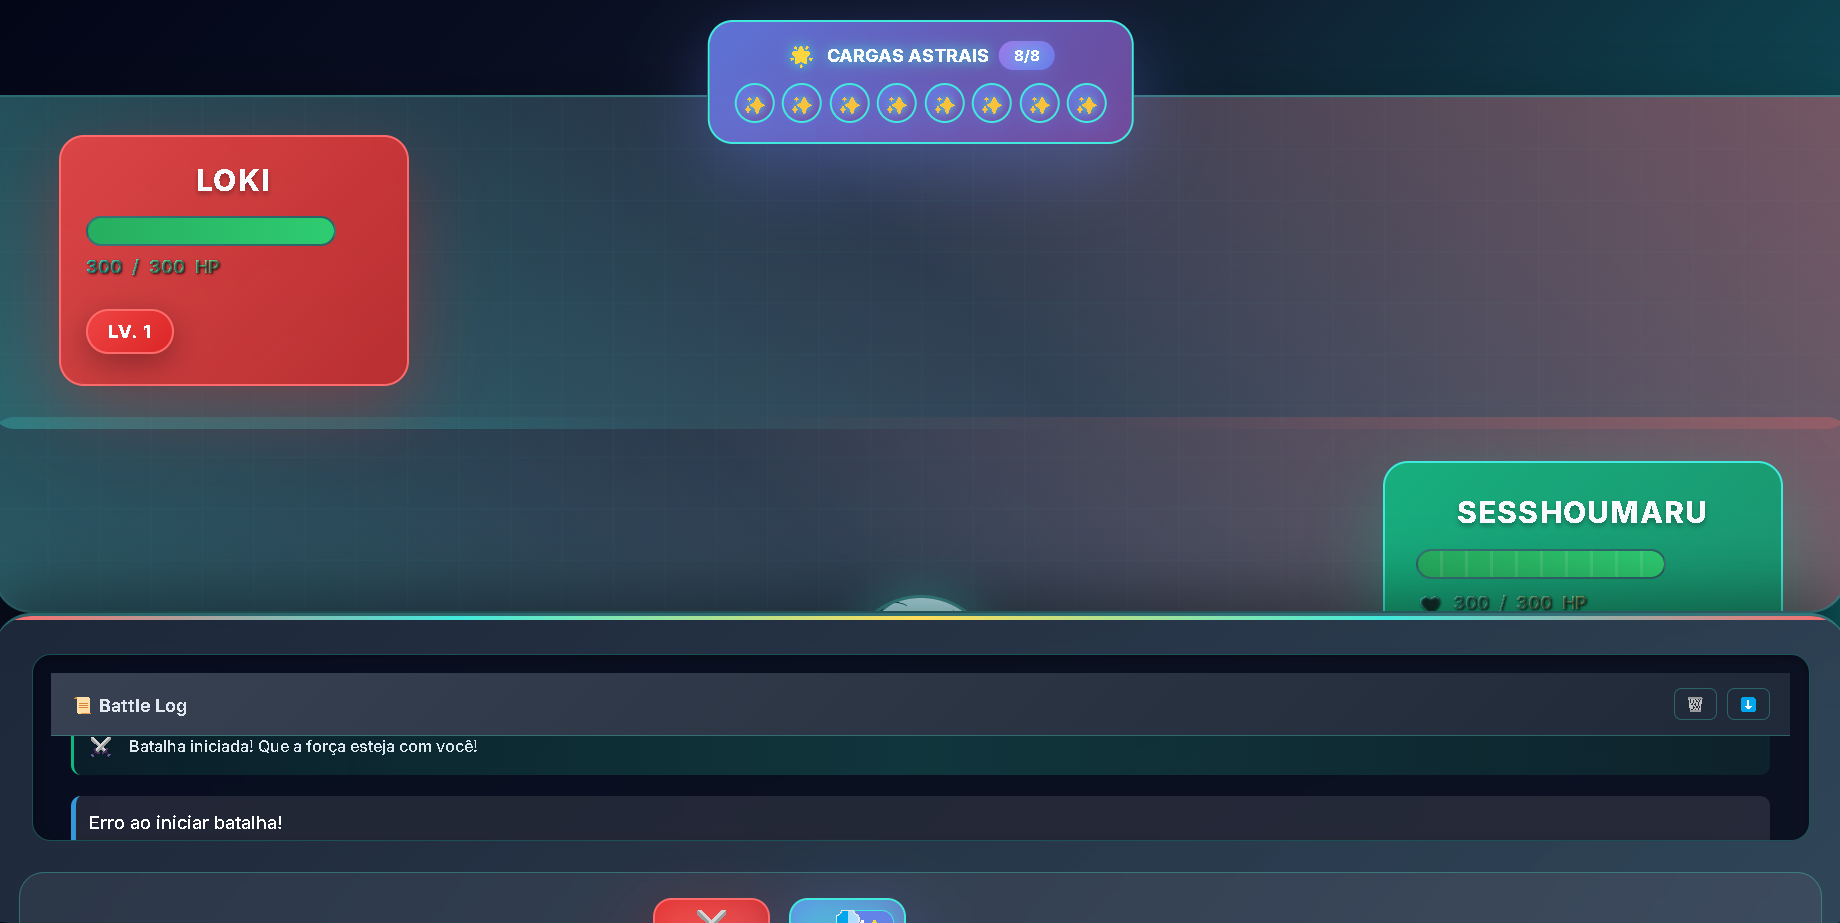 CARGAS ASTRAIS 8/8
LOKI
300 / 300 HP
LV. 1
SESSHOUMARU
300 / 300 HP
Battle Log
Batalha iniciada! Que a força esteja com você!
Erro ao iniciar batalha!